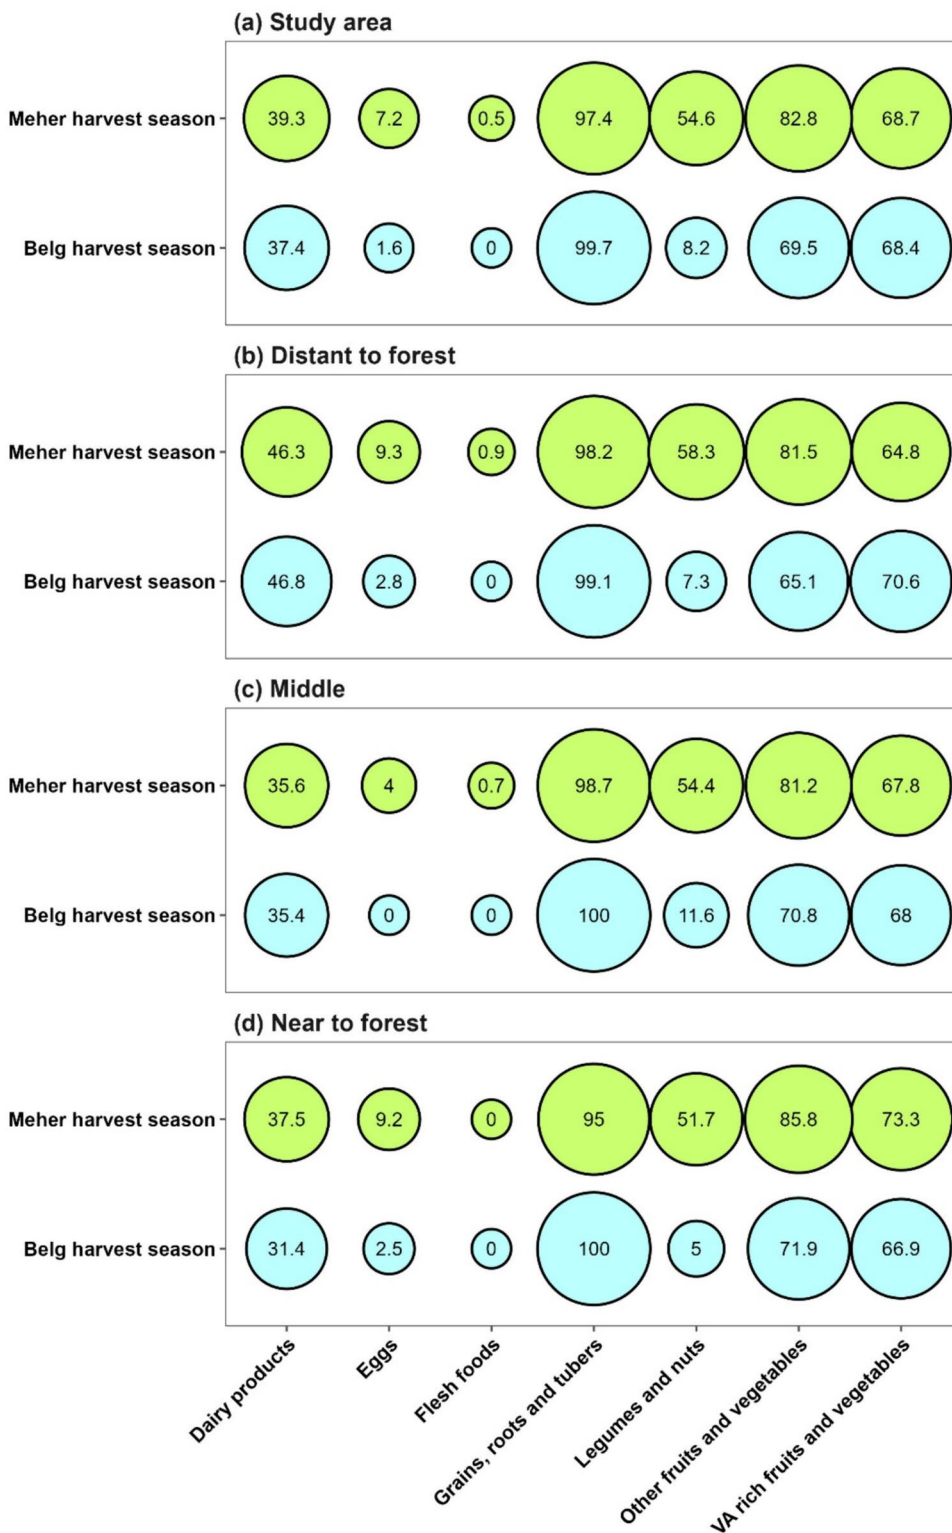 (a) Study area
Meher harvest season 39.3 7.2 0.5 97.4 54.6 82.8 68.7
Belg harvest season 37.4 1.6 0 99.7 8.2 69.5 68.4
(b) Distant to forest
Meher harvest season 46.3 9.3 0.9 98.2 58.3 81.5 64.8
Belg harvest season 46.8 2.8 0 99.1 7.3 65.1 70.6
(c) Middle
Meher harvest season 35.6 4 0.7 98.7 54.4 81.2 67.8
Belg harvest season 35.4 0 0 100 11.6 70.8 68
(d) Near to forest
Meher harvest season 37.5 9.2 0 95 51.7 85.8 73.3
Belg harvest season 31.4 2.5 0 100 5 71.9 66.9
Dairy products
Eggs
Flesh foods
Grains, roots and tubers
Legumes and nuts
Other fruits and vegetables
VA rich fruits and vegetables